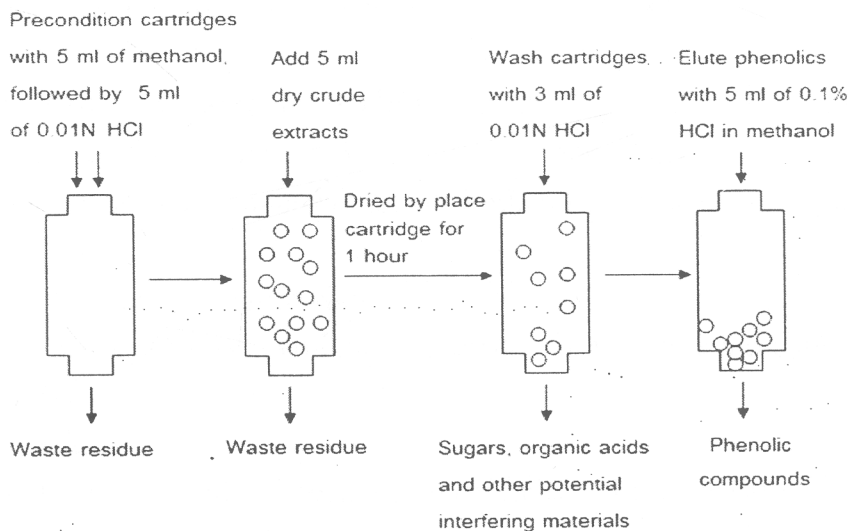 Precondition cartridges
with 5 ml of methanol,
followed by 5 ml
of 0.01N HCl
Add 5 ml
dry crude
extracts
Wash cartridges
with 3 ml of
0.01N HCl
Elute phenolics
with 5 ml of 0.1%
HCl in methanol
Dried by place
cartridge for
1 hour
Waste residue
Waste residue
Sugars, organic acids
and other potential
interfering materials
Phenolic
compounds